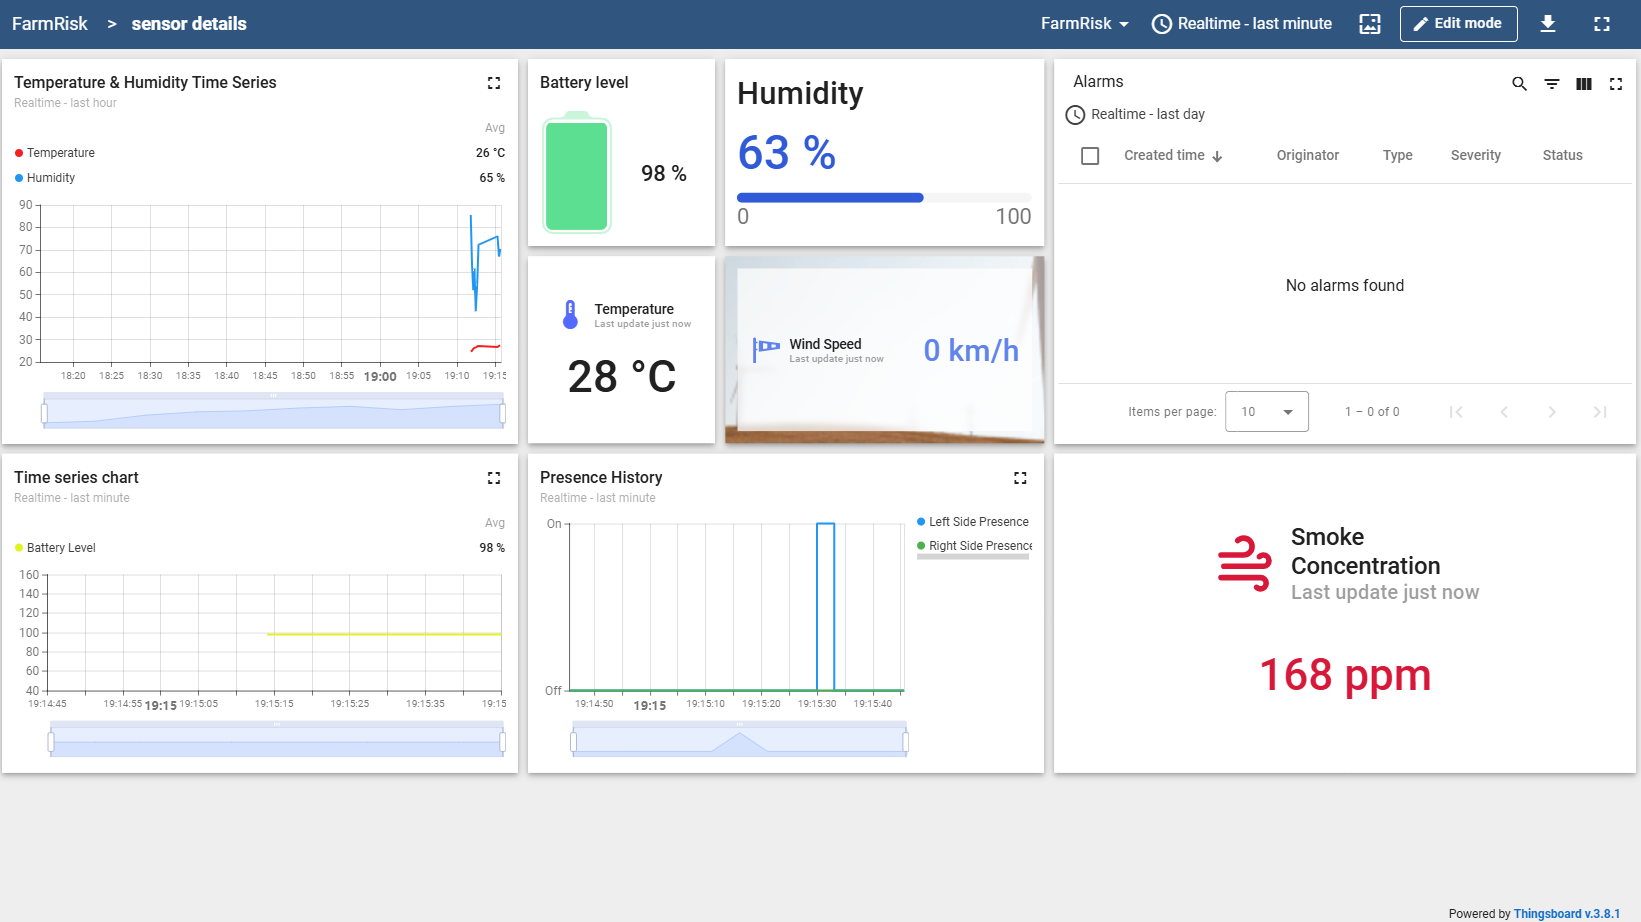 FarmRisk > sensor details
FarmRisk
Realtime - last minute
Edit mode
Temperature & Humidity Time Series
Realtime - last hour
Avg
Temperature 26 °C
Humidity 65 %
90
80
70
60
50
40
30
20
18:20 18:25 18:30 18:35 18:40 18:45 18:50 18:55 19:00 19:05 19:10 19:15
Battery level
98 %
Humidity
63 %
0 100
Temperature
Last update just now
28 °C
Wind Speed
Last update just now
0 km/h
Alarms
Realtime - last day
Created time Originator Type Severity Status
No alarms found
Items per page: 10 1 – 0 of 0
Time series chart
Realtime - last minute
Avg
Battery Level 98 %
160
140
120
100
80
60
40
19:14:45 19:14:55 19:15 19:15:05 19:15:15 19:15:25 19:15:35 19:15
Presence History
Realtime - last minute
On
Off
19:14:50 19:15 19:15:10 19:15:20 19:15:30 19:15:40
Left Side Presence
Right Side Presence
Smoke
Concentration
Last update just now
168 ppm
Powered by Thingsboard v.3.8.1